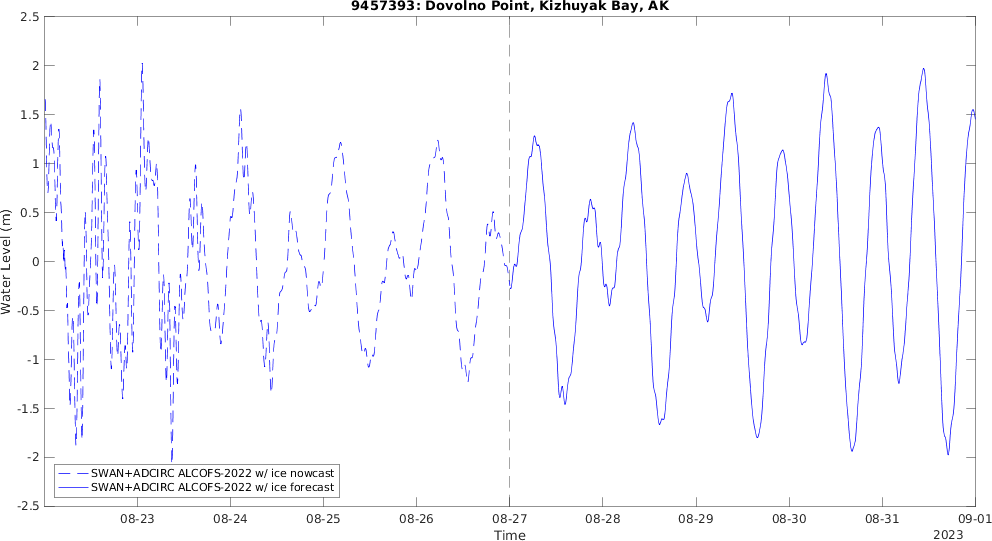 9457393: Dovolno Point, Kizhuyak Bay, AK
2.5
2
1.5
1
0.5
0
-0.5
-1
-1.5
-2
-2.5
Water Level (m)
SWAN+ADCIRC ALCOFS-2022 w/ ice nowcast
SWAN+ADCIRC ALCOFS-2022 w/ ice forecast
08-23 08-24 08-25 08-26 08-27 08-28 08-29 08-30 08-31 09-01
Time
2023